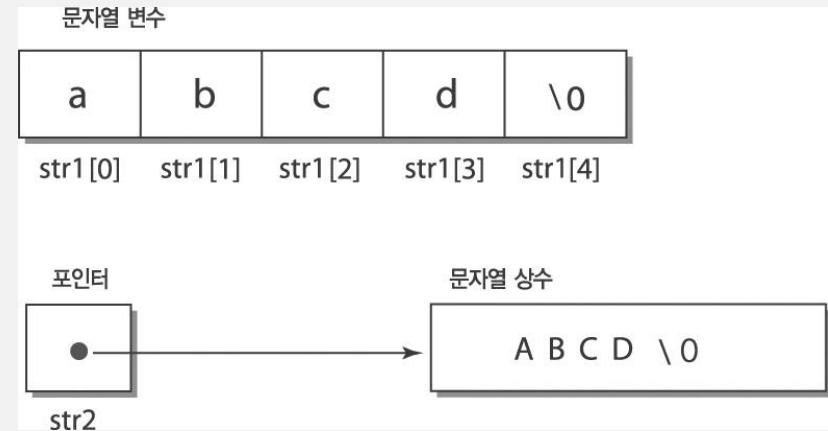 문자열 변수
a b c d \0
str1[0] str1[1] str1[2] str1[3] str1[4]
포인터 문자열 상수
A B C D \0
str2